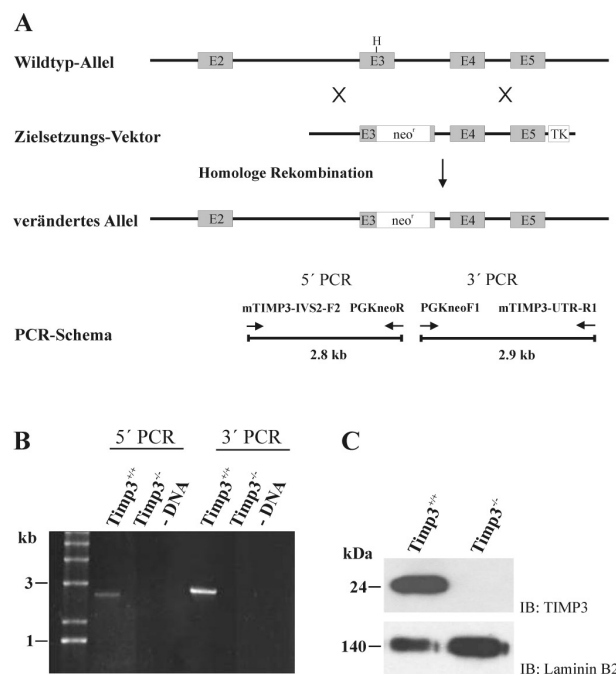 A
H
Wildtyp-Allel E2 E3 E4 E5
Zielsetzungs-Vektor E3 neoʳ E4 E5 TK
Homologe Rekombination
verändertes Allel E2 E3 neoʳ E4 E5
5´ PCR 3´ PCR
mTIMP3-IVS2-F2 PGKneoR PGKneoF1 mTIMP3-UTR-R1
PCR-Schema
2.8 kb 2.9 kb
B
5´ PCR 3´ PCR
Timp3⁺/⁺ Timp3⁻/⁻ - DNA Timp3⁺/⁺ Timp3⁻/⁻ - DNA
kb
3
1
C
Timp3⁺/⁺ Timp3⁻/⁻
kDa
24
IB: TIMP3
140
IB: Laminin B2